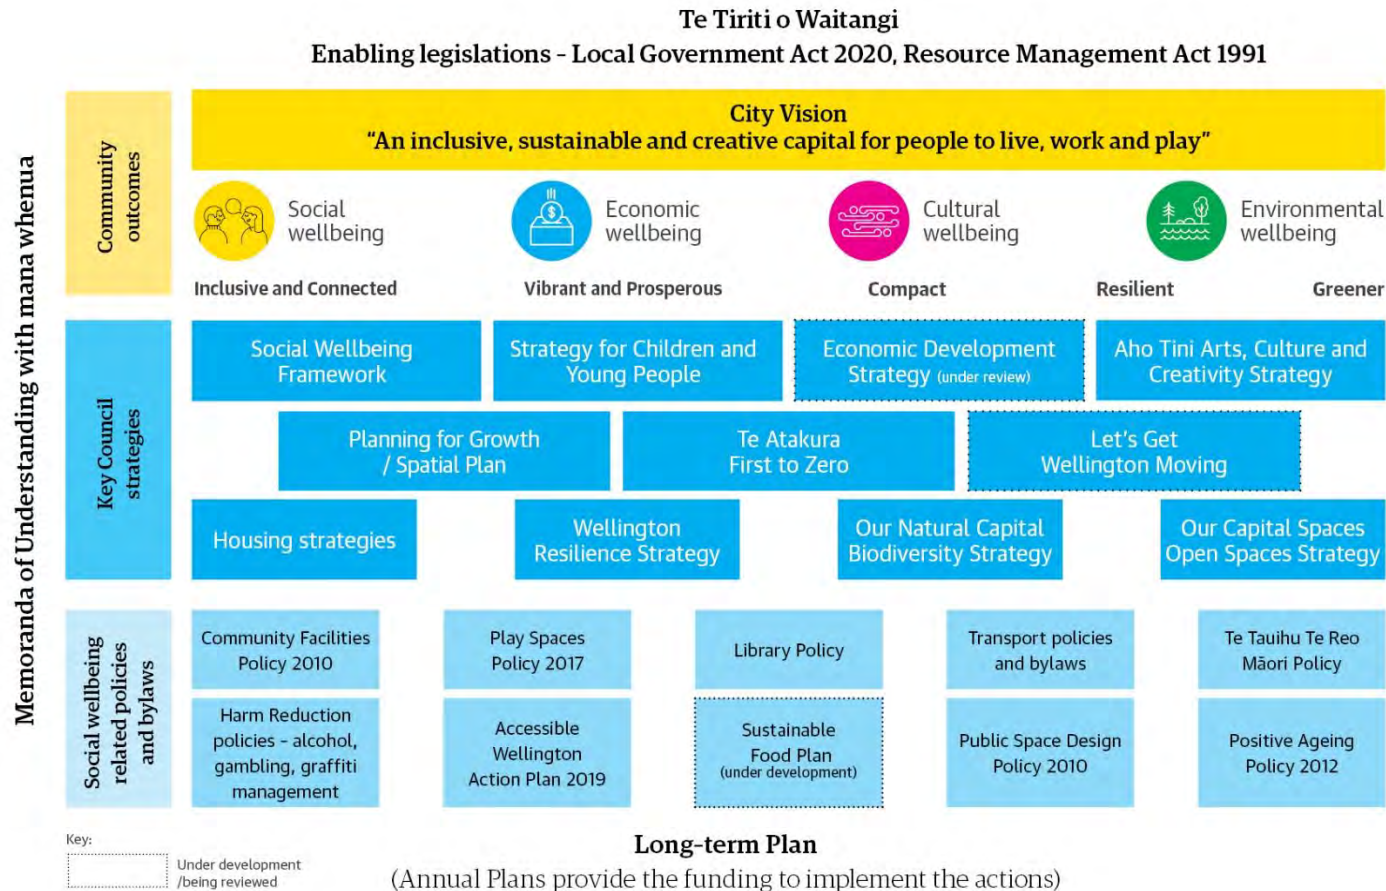 Te Tiriti o Waitangi
Enabling legislations - Local Government Act 2020, Resource Management Act 1991
Memoranda of Understanding with mana whenua
Community
outcomes
City Vision
“An inclusive, sustainable and creative capital for people to live, work and play”
Social
wellbeing
Economic
wellbeing
Cultural
wellbeing
Environmental
wellbeing
Inclusive and Connected
Vibrant and Prosperous
Compact
Resilient
Greener
Key Council
strategies
Social Wellbeing
Framework
Strategy for Children and
Young People
Economic Development
Strategy (under review)
Aho Tini Arts, Culture and
Creativity Strategy
Planning for Growth
/ Spatial Plan
Te Atakura
First to Zero
Let’s Get
Wellington Moving
Housing strategies
Wellington
Resilience Strategy
Our Natural Capital
Biodiversity Strategy
Our Capital Spaces
Open Spaces Strategy
Social wellbeing
related policies
and bylaws
Community Facilities
Policy 2010
Play Spaces
Policy 2017
Library Policy
Transport policies
and bylaws
Te Tauihu Te Reo
Māori Policy
Harm Reduction
policies - alcohol,
gambling, graffiti
management
Accessible
Wellington
Action Plan 2019
Sustainable
Food Plan
(under development)
Public Space Design
Policy 2010
Positive Ageing
Policy 2012
Key:
Under development
/being reviewed
Long-term Plan
(Annual Plans provide the funding to implement the actions)